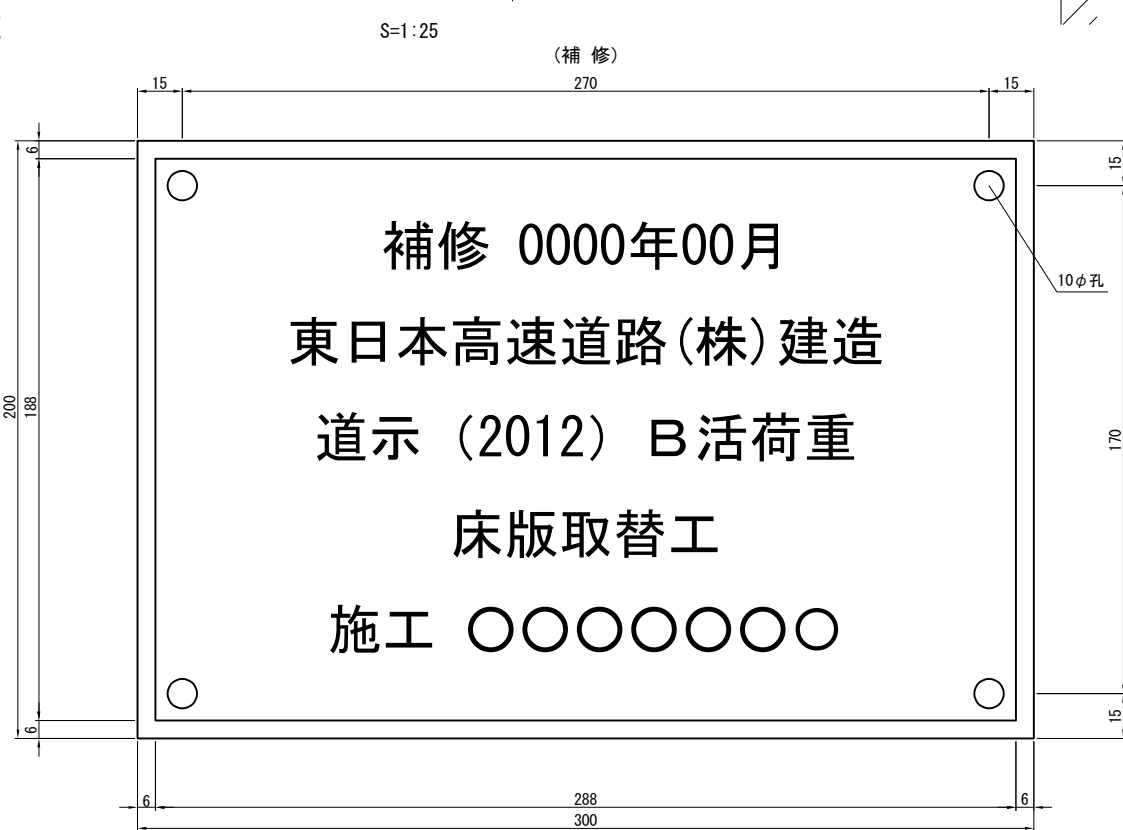 S=1:25
(補 修)
15 270 15
6
15
補修 0000年00月
10φ孔
東日本高速道路(株)建造
200
188
道示 (2012) B活荷重
170
床版取替工
施工 ○○○○○○○
6
15
6 288 6
300